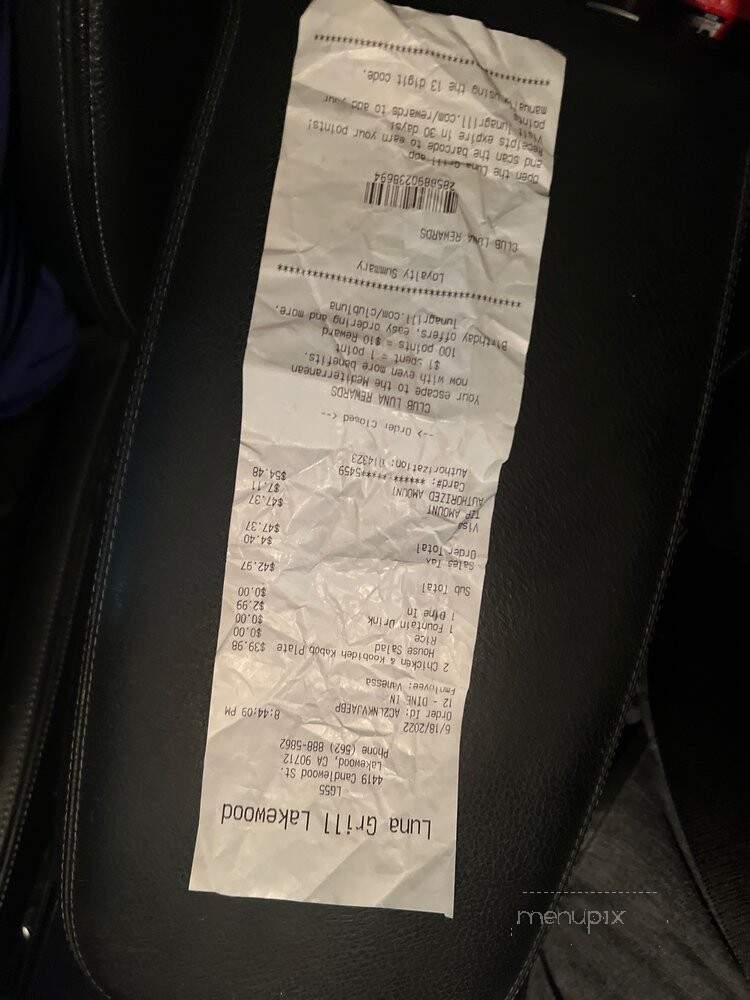 Luna Grill Lakewood
LG55
4419 Candlewood St.
Lakewood, CA 90712
Phone (562) 888-5862
6/18/2022 8:44:09 PM
Order Id: AC2LNKVJAEBP
12 - DINE IN
Employee: Vanessa
2 Chicken & Koobideh Kabob Plate $39.98
House Salad $0.00
Rice $0.00
1 Fountain Drink $2.99
1 Dine In $0.00
Sub Total $42.97
Sales Tax $4.40
Order Total $47.37
Visa $47.37
TIP AMOUNT $7.11
AUTHORIZED AMOUNT $54.48
Card#: ******5459
Authorization: 014323
--> Order Closed <--
CLUB LUNA REWARDS
Your escape to the Mediterranean
now with even more benefits.
$1 spent = 1 point
100 points = $10 Reward
Birthday offers, easy ordering and more.
lunagrill.com/clubluna
*******************************
Loyalty Summary
CLUB LUNA REWARDS
2858890238694
Open the Luna Grill app
and scan the barcode to earn your points!
Receipts expire in 30 days!
Visit lunagrill.com/rewards to add your
points
manually using the 13 digit code.
*******************************
menupix